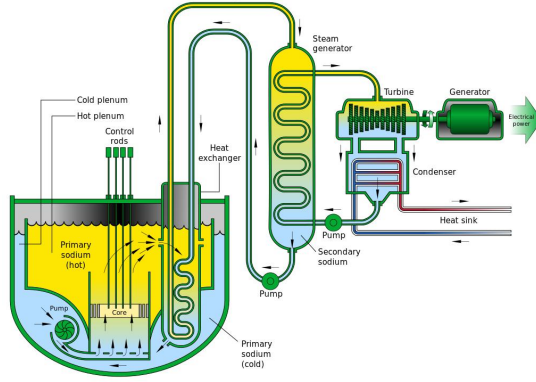 Steam
generator
Turbine
Generator
Electrical
power
Cold plenum
Hot plenum
Control
rods
Heat
exchanger
Condenser
Heat sink
Pump
Secondary
sodium
Primary
sodium
(hot)
Pump
Pump
Core
Primary
sodium
(cold)